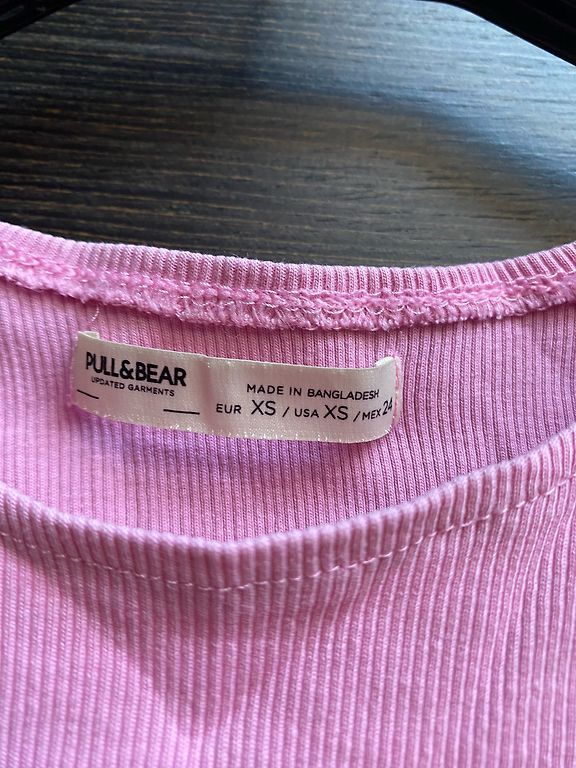 PULL&BEAR
UPDATED GARMENTS
MADE IN BANGLADESH
EUR XS / USA XS / MEX 24